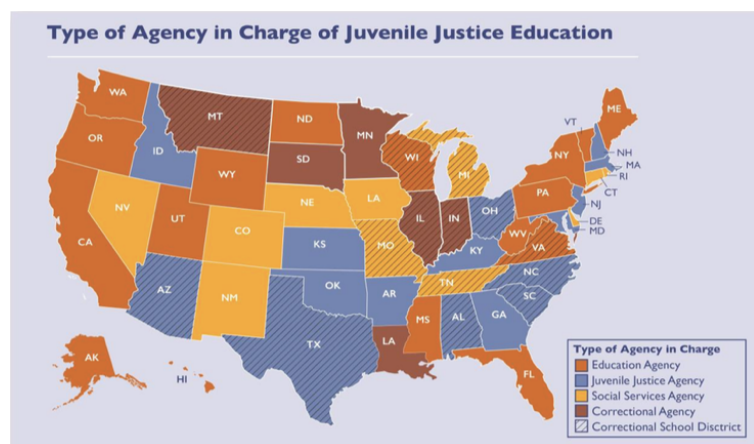 Type of Agency in Charge of Juvenile Justice Education
WA
OR
CA
ID
NV
MT
WY
UT
AZ
CO
NM
ND
SD
NE
KS
OK
TX
MN
LA
MO
AR
LA
WI
IL
MS
MI
IN
KY
TN
AL
OH
WV
VA
NC
SC
GA
FL
PA
NY
VT
ME
NH
MA
RI
CT
NJ
DE
MD
AK
HI
Type of Agency in Charge
Education Agency
Juvenile Justice Agency
Social Services Agency
Correctional Agency
Correctional School Disctrict